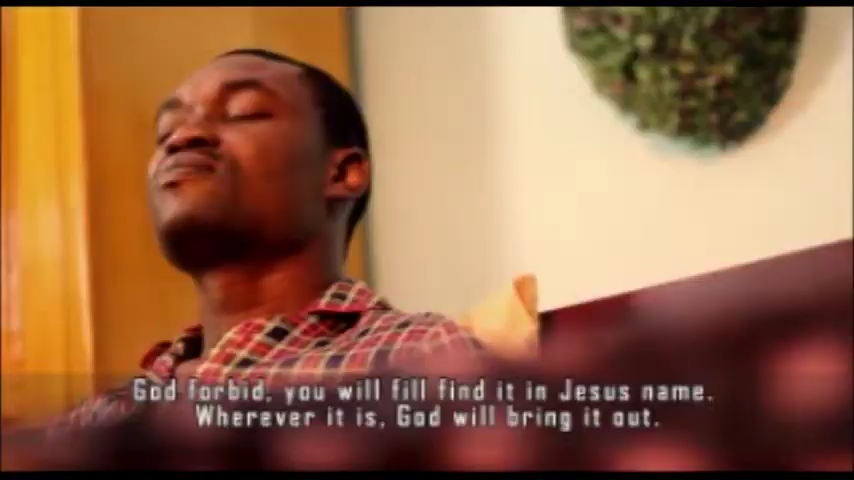 God forbid, you will fill find it in Jesus name.
Wherever it is, God will bring it out.